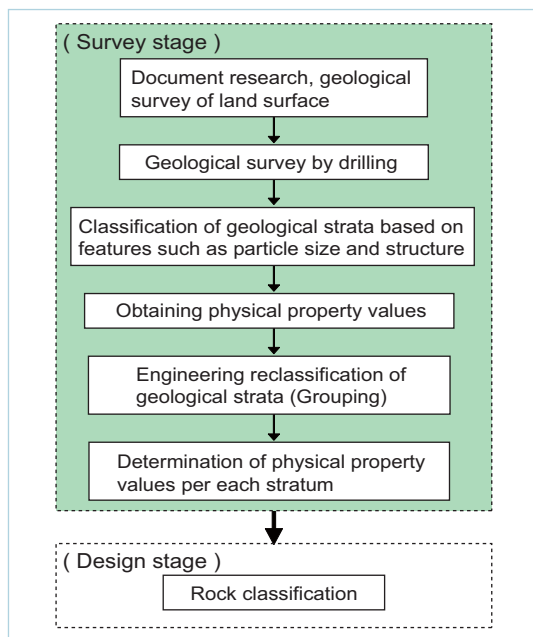 ( Survey stage )
Document research, geological
survey of land surface
Geological survey by drilling
Classification of geological strata based on
features such as particle size and structure
Obtaining physical property values
Engineering reclassification of
geological strata (Grouping)
Determination of physical property
values per each stratum
( Design stage )
Rock classification